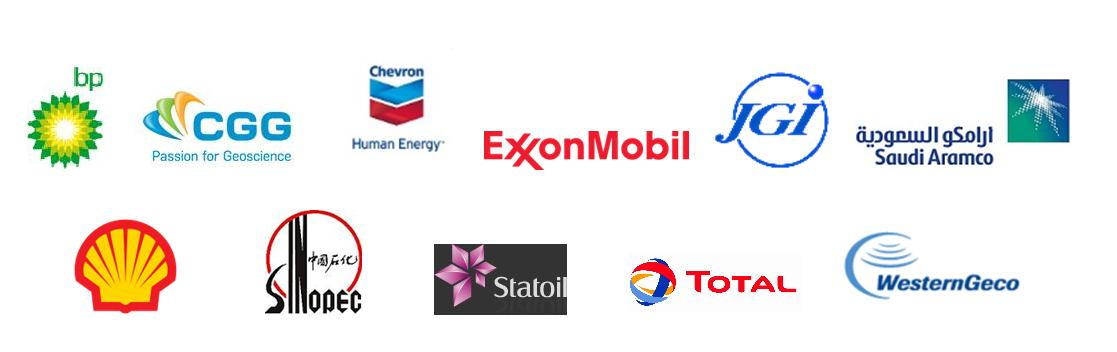 bp
CGG
Passion for Geoscience
Chevron
Human Energy™
ExxonMobil
JGI
ارامكو السعودية
Saudi Aramco
中国石化
SINOPEC
Statoil
TOTAL
WesternGeco